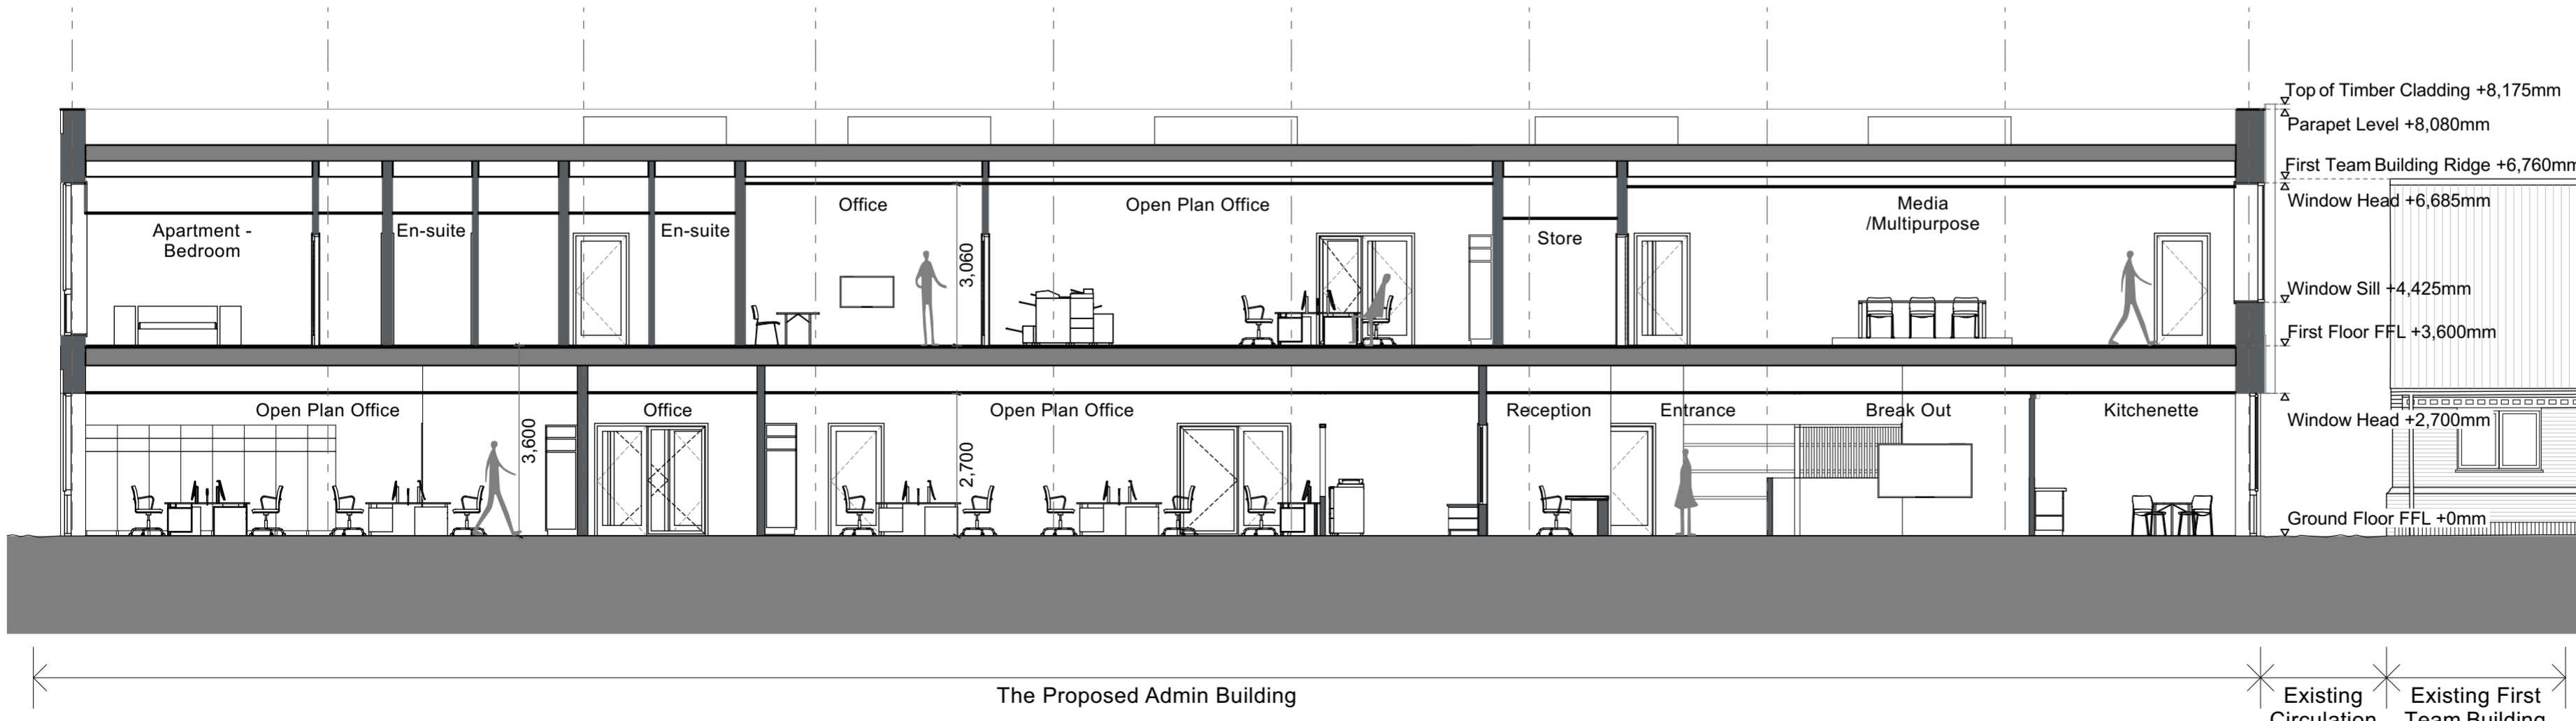 Top of Timber Cladding +8,175mm
Parapet Level +8,080mm
First Team Building Ridge +6,760mm
Office
Open Plan Office
Media
/Multipurpose
Window Head +6,685mm
Apartment -
Bedroom
En-suite
En-suite
Store
3,060
Window Sill +4,425mm
First Floor FFL +3,600mm
Open Plan Office
Office
Open Plan Office
Reception
Entrance
Break Out
Kitchenette
Window Head +2,700mm
3,600
2,700
Ground Floor FFL +0mm
The Proposed Admin Building
Existing
Circulation
Existing First
Team Building